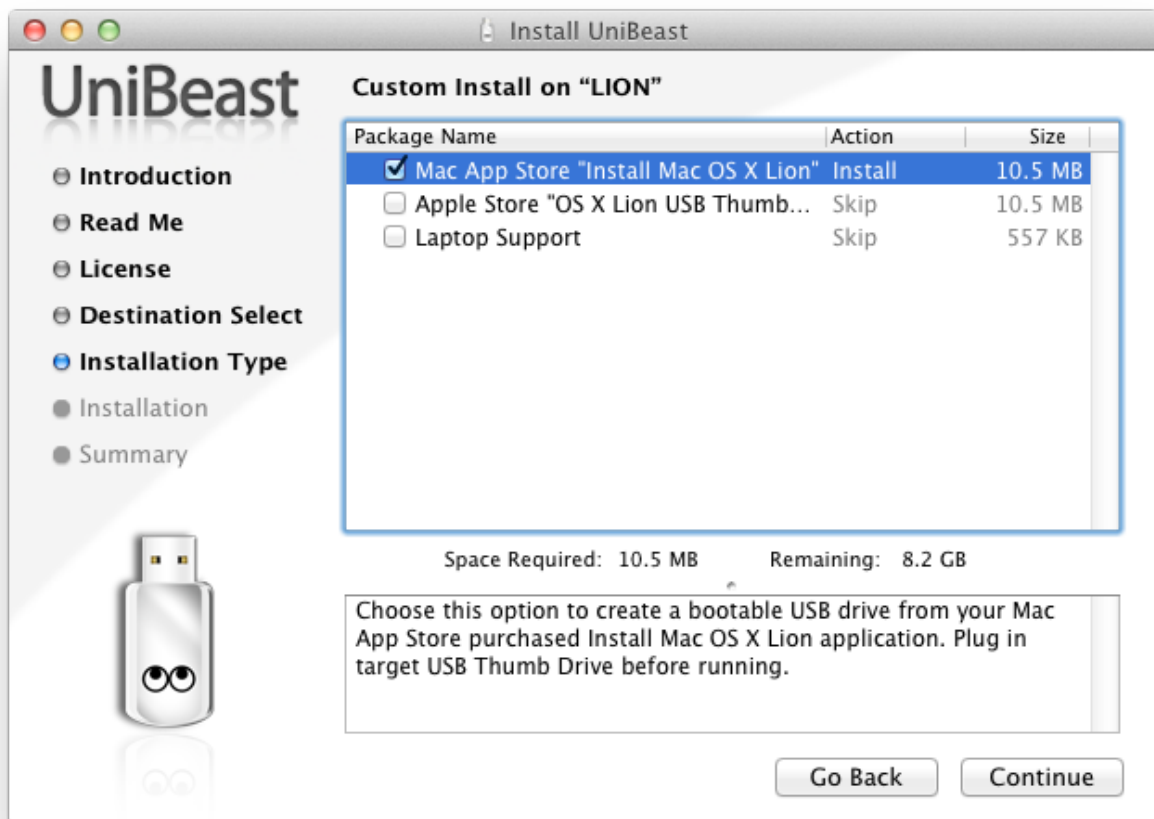 Install UniBeast
UniBeast
Custom Install on “LION”
Package Name Action Size
Mac App Store "Install Mac OS X Lion" Install 10.5 MB
Apple Store "OS X Lion USB Thumb... Skip 10.5 MB
Laptop Support Skip 557 KB
Introduction
Read Me
License
Destination Select
Installation Type
Installation
Summary
Space Required: 10.5 MB Remaining: 8.2 GB
Choose this option to create a bootable USB drive from your Mac
App Store purchased Install Mac OS X Lion application. Plug in
target USB Thumb Drive before running.
Go Back Continue